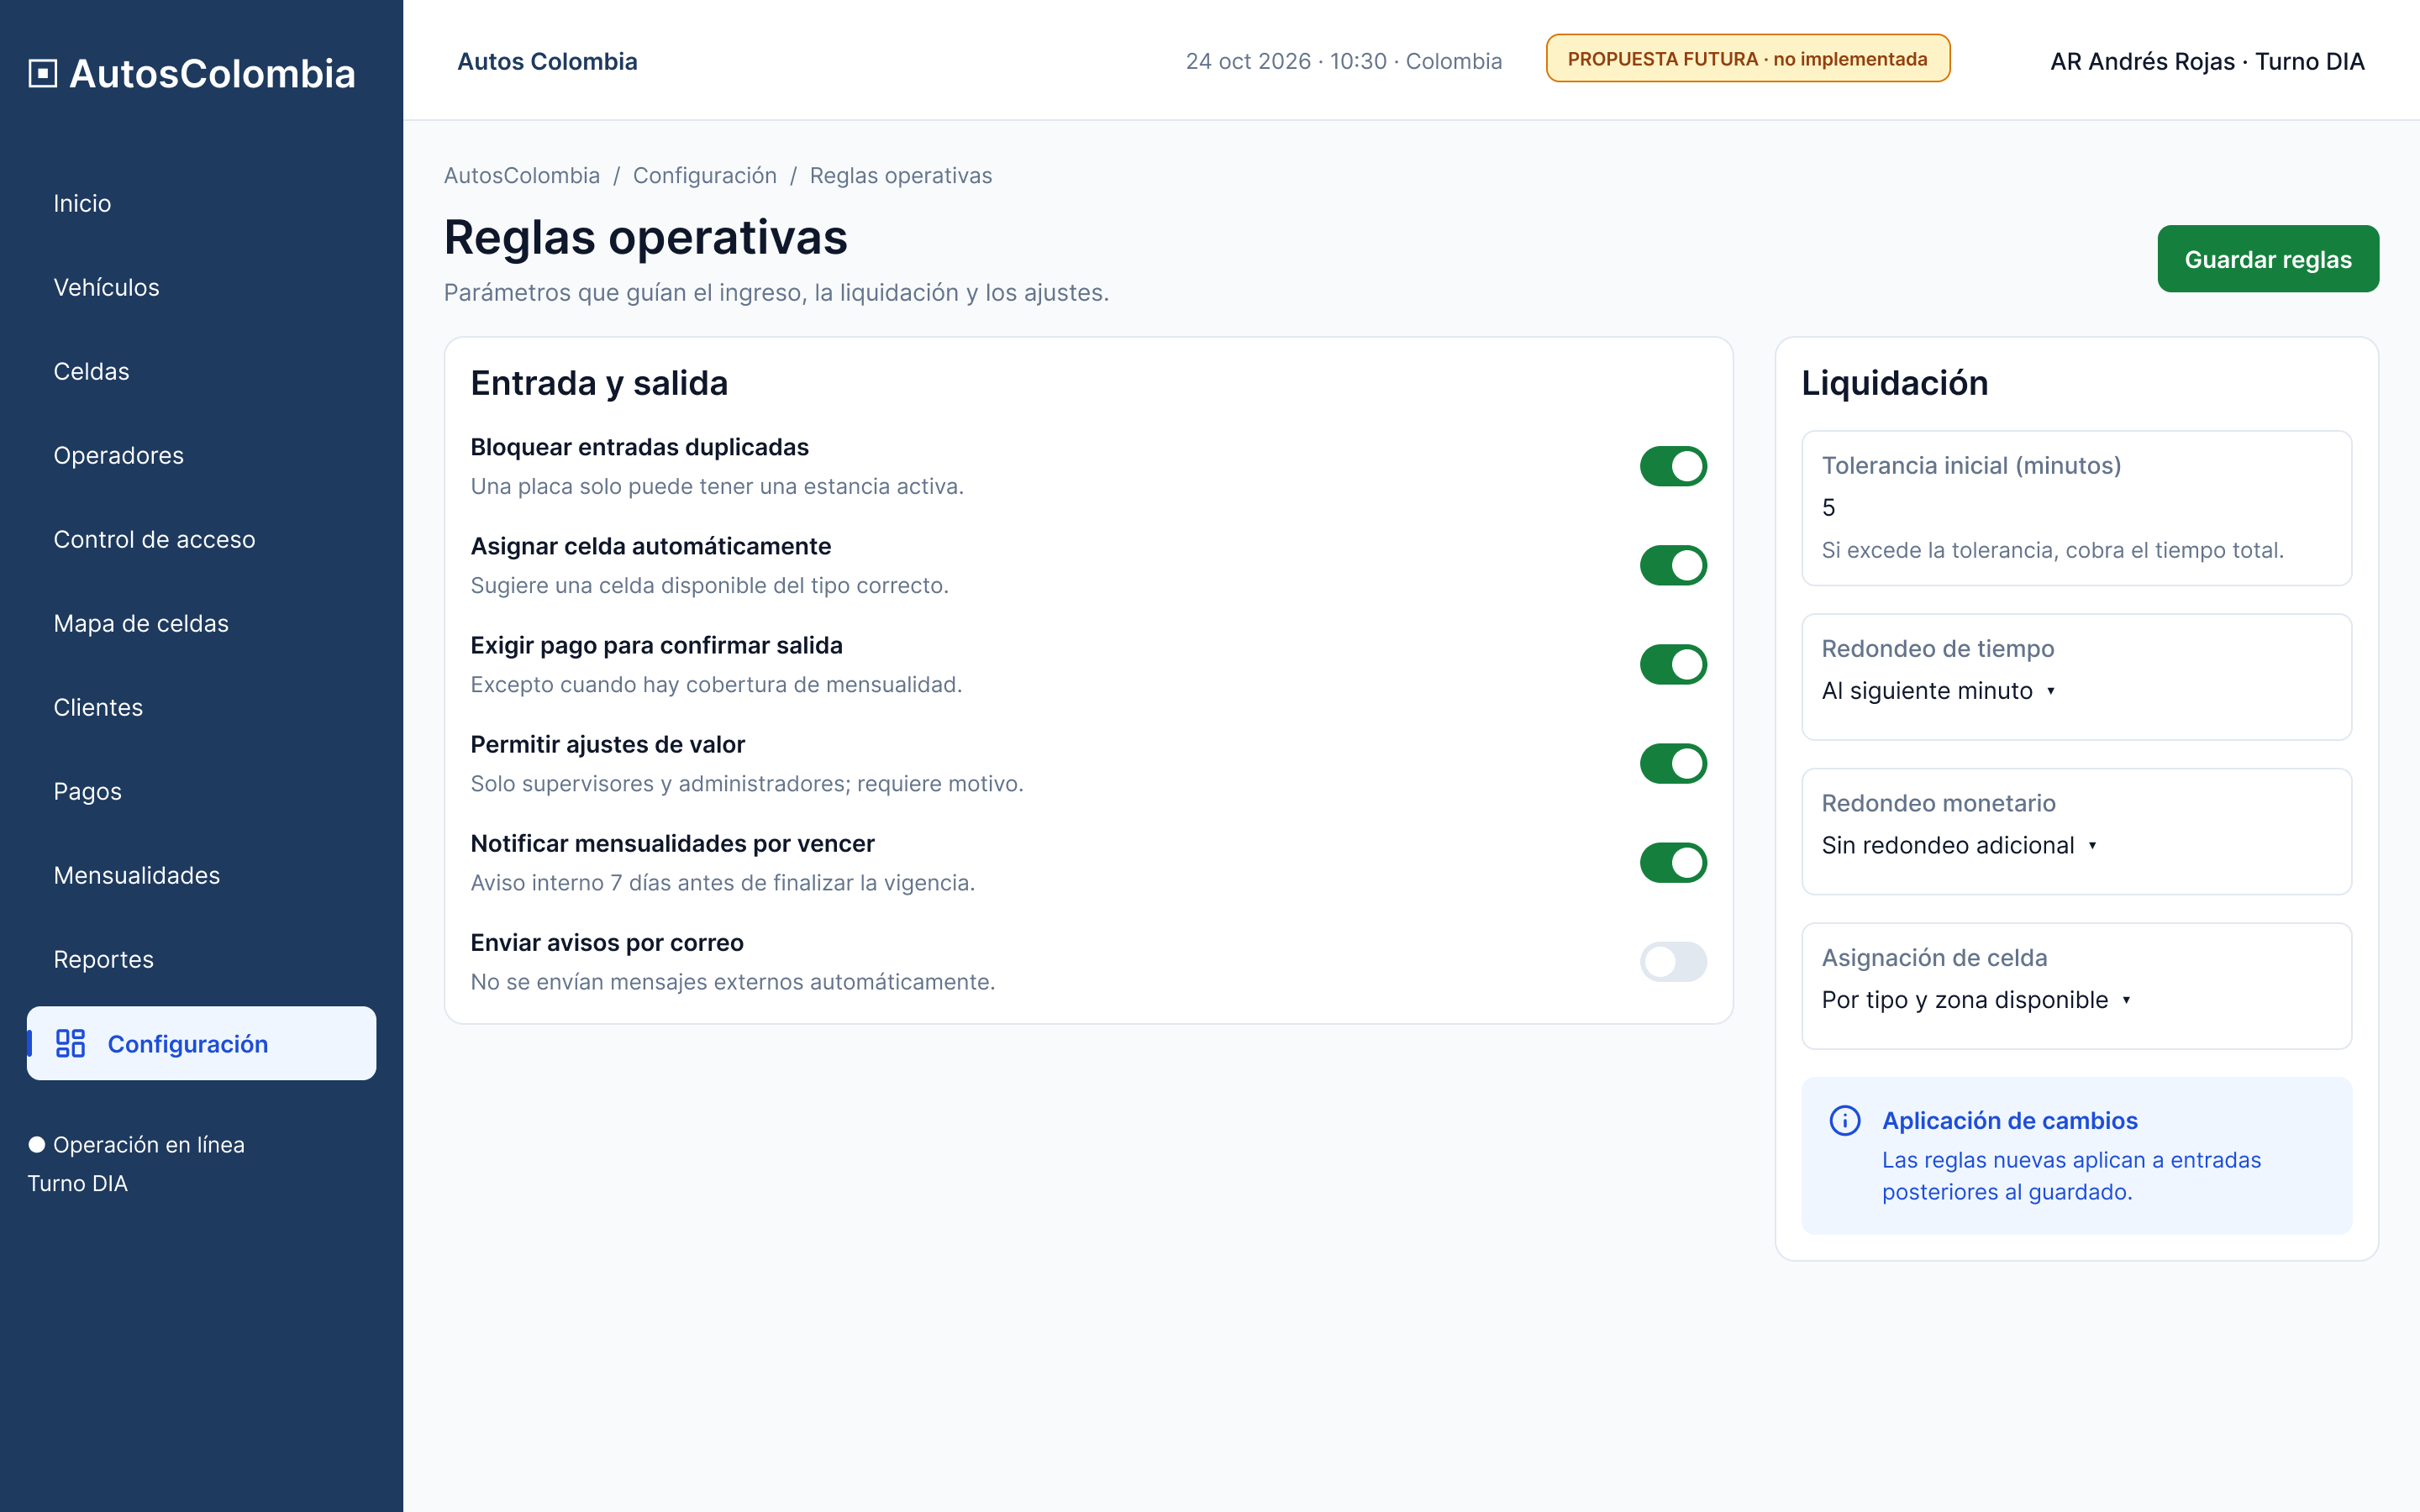 AutosColombia
Inicio
Vehículos
Celdas
Operadores
Control de acceso
Mapa de celdas
Clientes
Pagos
Mensualidades
Reportes
Configuración
Operación en línea
Turno DIA
Autos Colombia
24 oct 2026 · 10:30 · Colombia
PROPUESTA FUTURA · no implementada
AR Andrés Rojas · Turno DIA
AutosColombia / Configuración / Reglas operativas
Reglas operativas
Parámetros que guían el ingreso, la liquidación y los ajustes.
Guardar reglas
Entrada y salida
Bloquear entradas duplicadas
Una placa solo puede tener una estancia activa.
Asignar celda automáticamente
Sugiere una celda disponible del tipo correcto.
Exigir pago para confirmar salida
Excepto cuando hay cobertura de mensualidad.
Permitir ajustes de valor
Solo supervisores y administradores; requiere motivo.
Notificar mensualidades por vencer
Aviso interno 7 días antes de finalizar la vigencia.
Enviar avisos por correo
No se envían mensajes externos automáticamente.
Liquidación
Tolerancia inicial (minutos)
5
Si excede la tolerancia, cobra el tiempo total.
Redondeo de tiempo
Al siguiente minuto
Redondeo monetario
Sin redondeo adicional
Asignación de celda
Por tipo y zona disponible
Aplicación de cambios
Las reglas nuevas aplican a entradas
posteriores al guardado.